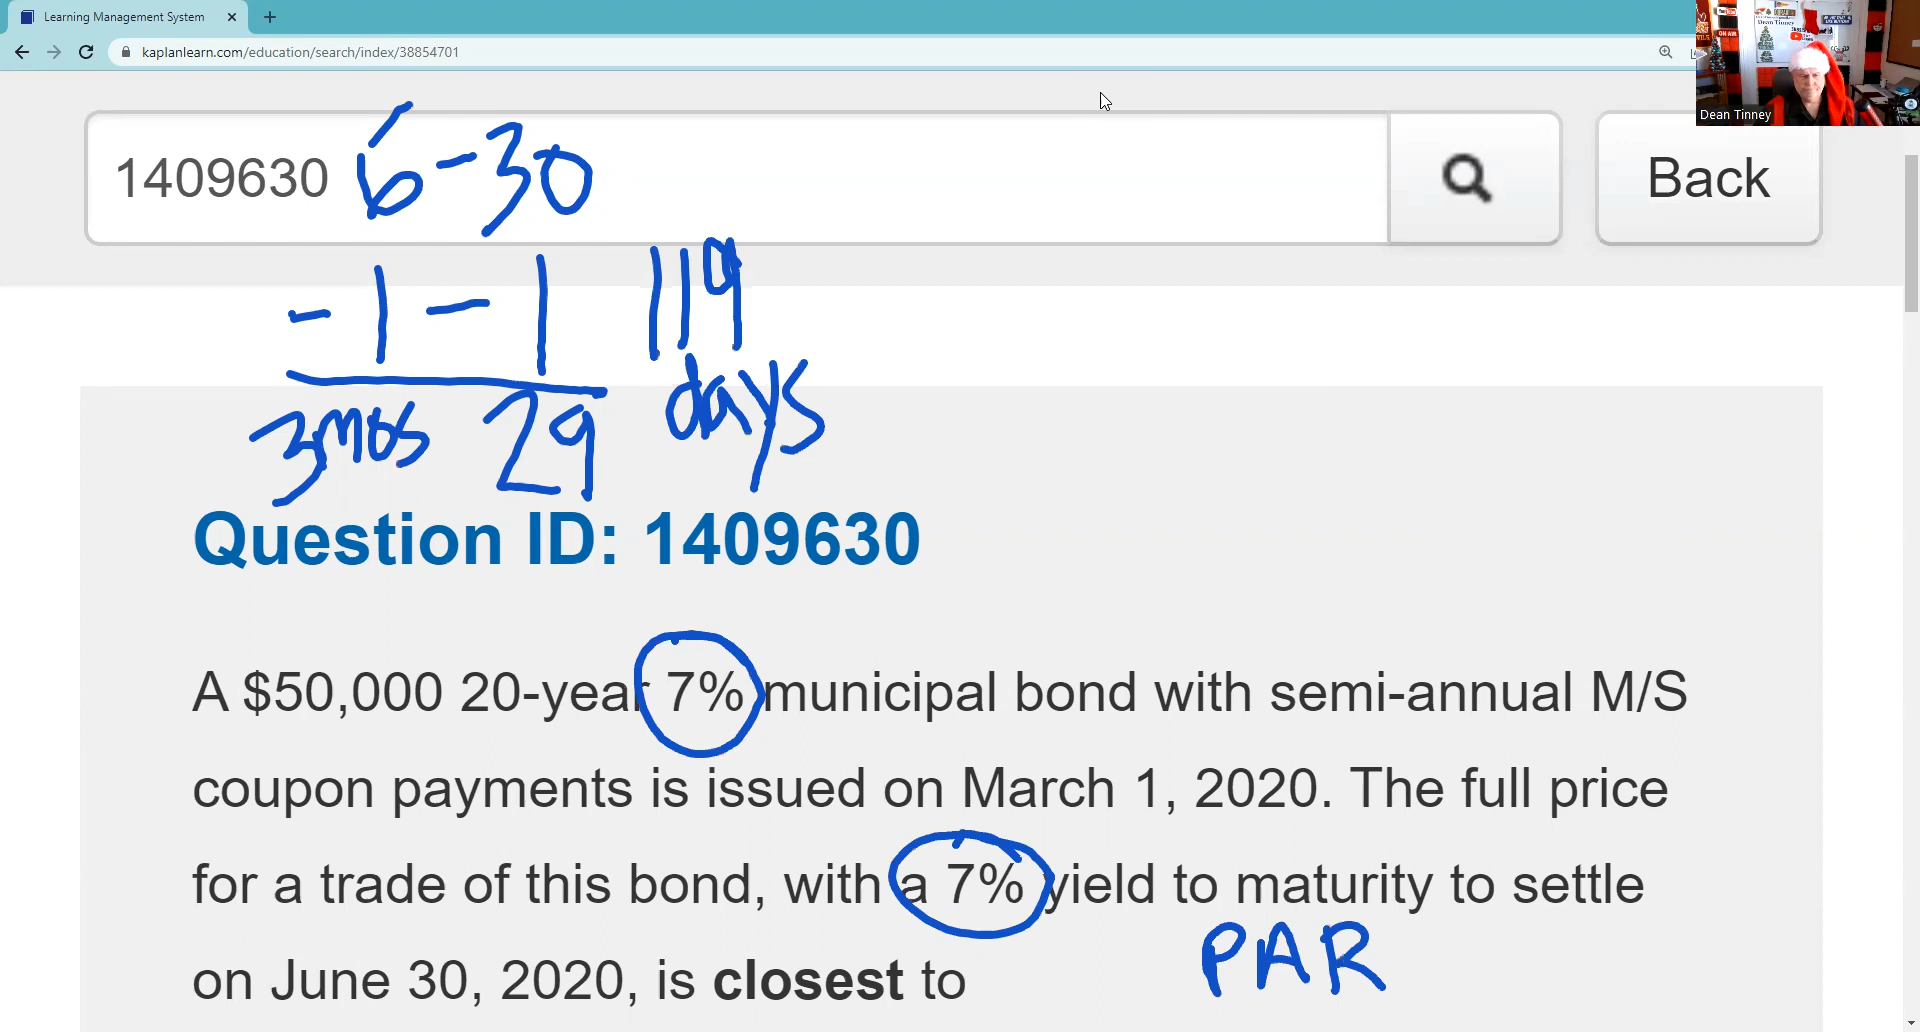 Learning Management System
kaplanlearn.com/education/search/index/38854701
Dean Tinney
1409630
Back
6-30
-1-1
3mos 29
119
days
Question ID: 1409630
A $50,000 20-year 7% municipal bond with semi-annual M/S
coupon payments is issued on March 1, 2020. The full price
for a trade of this bond, with a 7% yield to maturity to settle
on June 30, 2020, is closest to
PAR